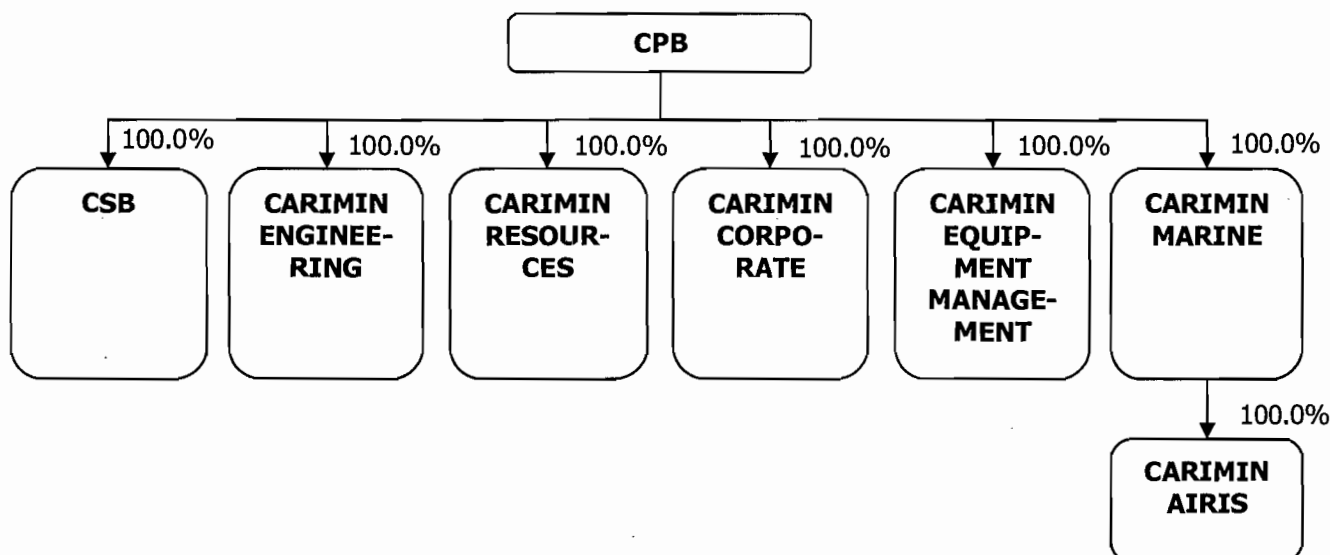 CPB
100.0% 100.0% 100.0% 100.0% 100.0% 100.0%
CSB
CARIMIN
ENGINEE-
RING
CARIMIN
RESOUR-
CES
CARIMIN
CORPO-
RATE
CARIMIN
EQUIP-
MENT
MANAGE-
MENT
CARIMIN
MARINE
100.0%
CARIMIN
AIRIS